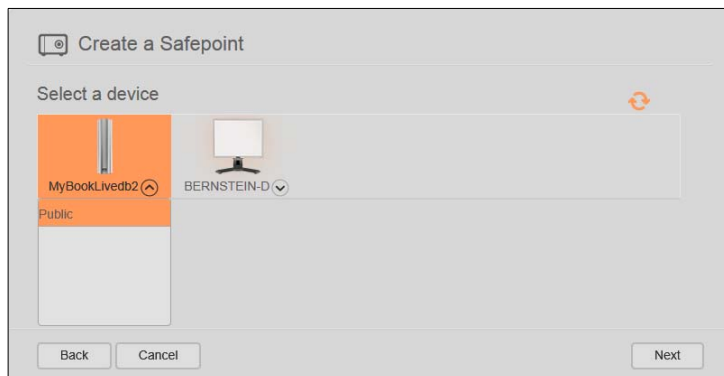 Create a Safepoint
Select a device
MyBookLivedb2 BERNSTEIN-D
Public
Back Cancel Next